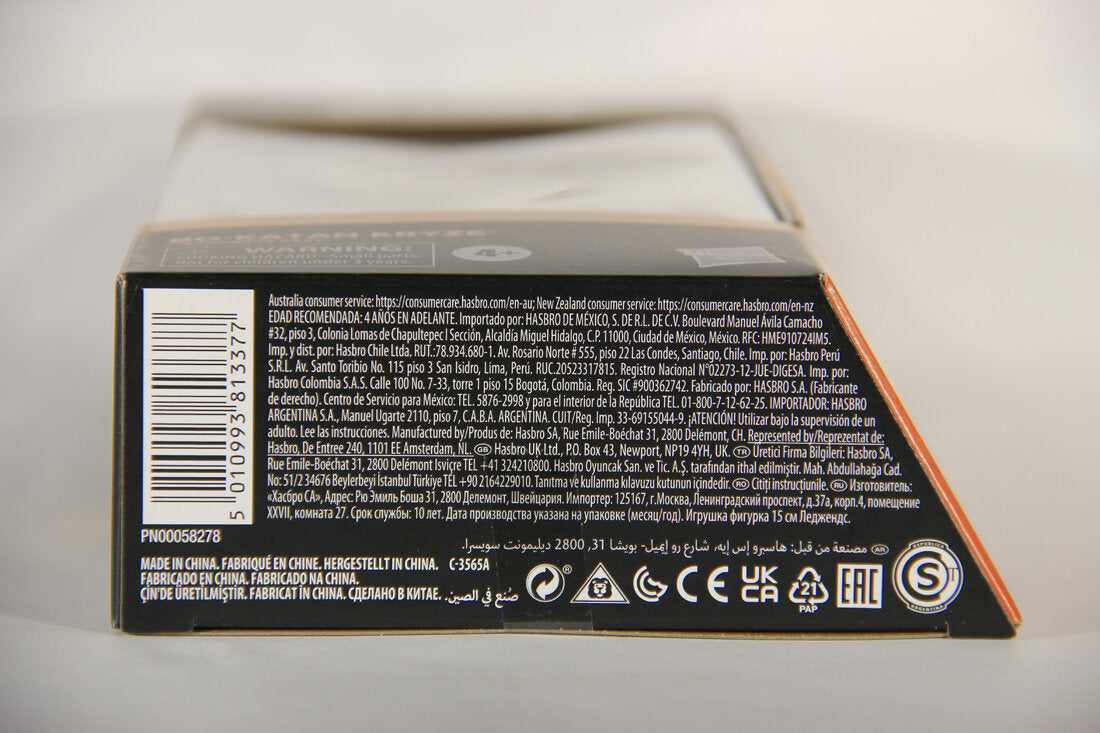 BO-KATAN KRYZE
WARNING:
CHOKING HAZARD - Small parts.
Not for children under 3 years.
4+
Hasbro
5 010993 813377
PN00058278
Australia consumer service: https://consumercare.hasbro.com/en-au; New Zealand consumer service: https://consumercare.hasbro.com/en-nz
EDAD RECOMENDADA: 4 AÑOS EN ADELANTE. Importado por: HASBRO DE MÉXICO, S. DE R.L. DE C.V. Boulevard Manuel Ávila Camacho
#32, piso 3, Colonia Lomas de Chapultepec I Sección, Alcaldía Miguel Hidalgo, C.P. 11000, Ciudad de México, México. RFC: HME910724IM5.
Imp. y dist. por: Hasbro Chile Ltda. RUT.:78.934.680-1. Av. Rosario Norte # 555, piso 22 Las Condes, Santiago, Chile. Imp. por: Hasbro Perú
S.R.L. Av. Santo Toribio No. 115 piso 3 San Isidro, Lima, Perú. RUC.20523317815. Registro Nacional N°02273-12-JUE-DIGESA. Imp. por:
Hasbro Colombia S.A.S. Calle 100 No. 7-33, torre 1 piso 15 Bogotá, Colombia. Reg. SIC #900362742. Fabricado por: HASBRO S.A. (Fabricante
de derecho). Centro de Servicio para México: TEL. 5876-2998 y para el interior de la República TEL. 01-800-7-12-62-25. IMPORTADOR: HASBRO
ARGENTINA S.A., Manuel Ugarte 2110, piso 7, C.A.B.A. ARGENTINA. CUIT/Reg. Imp. 33-69155044-9. ¡ATENCIÓN! Utilizar bajo la supervisión de un
adulto. Lee las instrucciones. Manufactured by/Produs de: Hasbro SA, Rue Emile-Boéchat 31, 2800 Delémont, CH. Represented by/Reprezentat de:
Hasbro, De Entree 240, 1101 EE Amsterdam, NL. GB Hasbro UK Ltd., P.O. Box 43, Newport, NP19 4YH, UK. TR Üretici Firma Bilgileri: Hasbro SA,
Rue Emile-Boéchat 31, 2800 Delémont İsviçre TEL +41 324210800. Hasbro Oyuncak San. ve Tic. A.Ş. tarafından ithal edilmiştir. Mah. Abdullahağa Cad.
No: 51/2 34676 Beylerbeyi İstanbul Türkiye TEL +90 2164229010. Tanıtma ve kullanma kılavuzu kutunun içindedir. RO Citiți instrucțiunile. RU Изготовитель:
«Хасбро СА», Адрес: Рю Эмиль Боша 31, 2800 Делемонт, Швейцария. Импортер: 125167, г.Москва, Ленинградский проспект, д.37а, корп.4, помещение
XXVII, комната 27. Срок службы: 10 лет. Дата производства указана на упаковке (месяц/год). Игрушка фигурка 15 см Леджендс.
AR مصنعة من قبل: هاسبرو إس إيه، شارع رو إميل- بويشا 31, 2800 ديليمونت سويسرا.
MADE IN CHINA. FABRIQUÉ EN CHINE. HERGESTELLT IN CHINA. C-3565A
FABRICADO EN CHINA. FABRICADO NA CHINA.
ÇİN'DE ÜRETİLMİŞTİR. FABRICAT ÎN CHINA. СДЕЛАНО В КИТАЕ. صُنع في الصين.
® CE UK CA 21 PAP EAC
REPUBLICA S T ARGENTINA